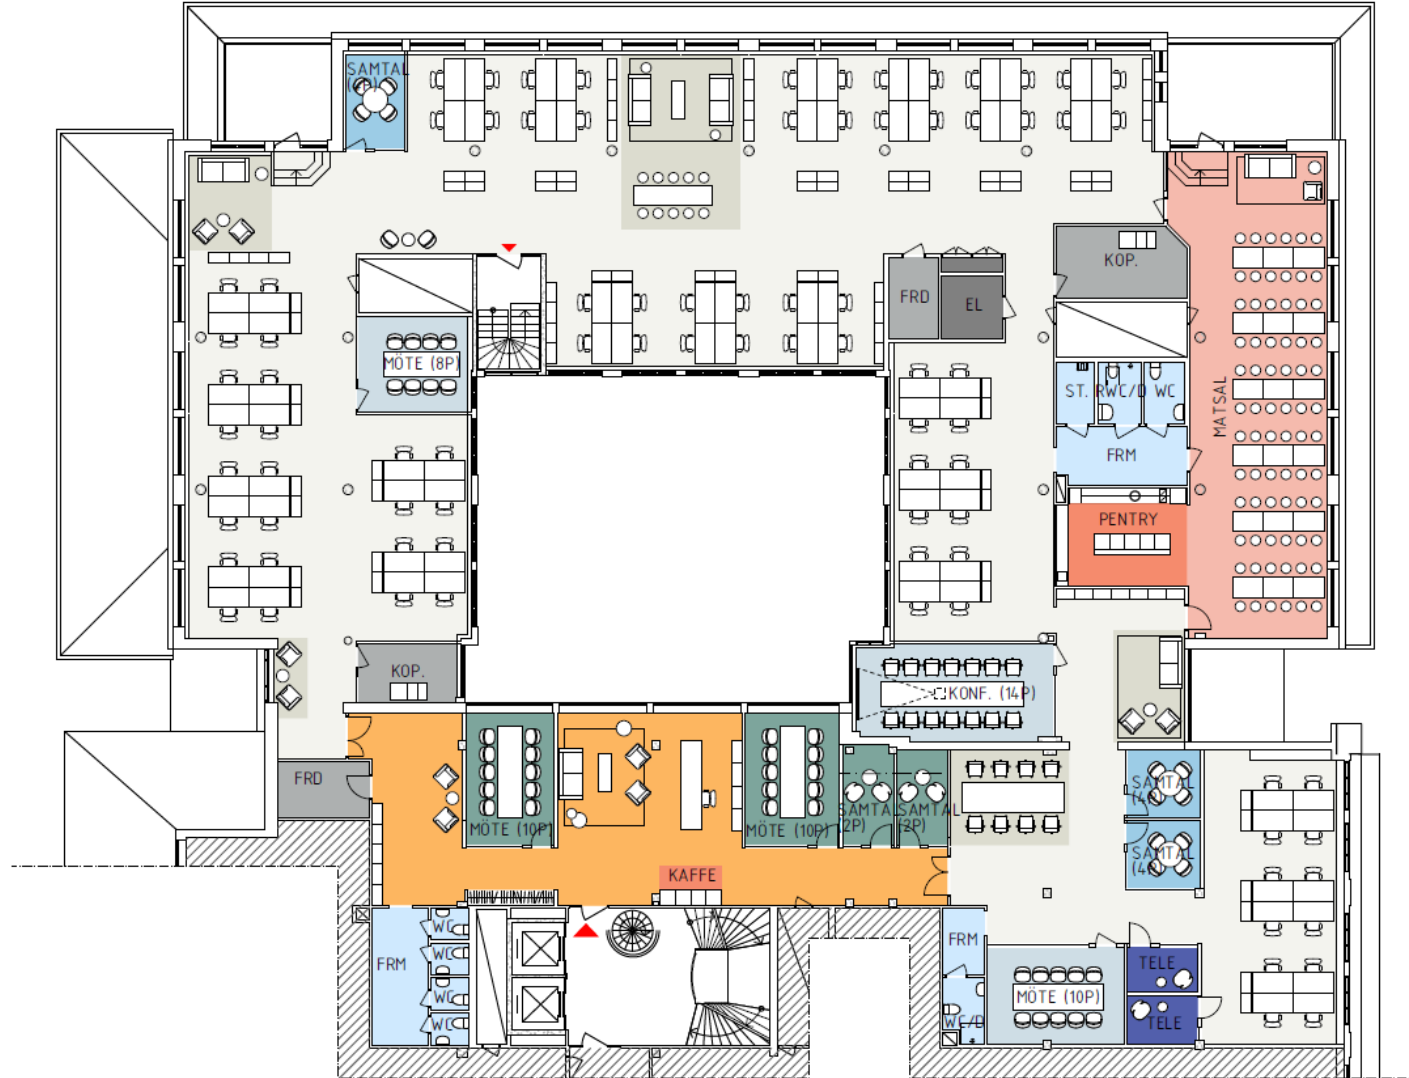 SAMTAL
(4P)
KOP.
FRD
EL
MÖTE (8P)
ST.
RWC/D
WC
MATSAL
FRM
PENTRY
KOP.
KONF. (14P)
FRD
MÖTE (10P)
MÖTE (10P)
SAMTAL
(2P)
SAMTAL
(2P)
SAMTAL
(4P)
SAMTAL
(4P)
KAFFE
WC
WC
WC
WC
FRM
FRM
WC/D
MÖTE (10P)
TELE
TELE